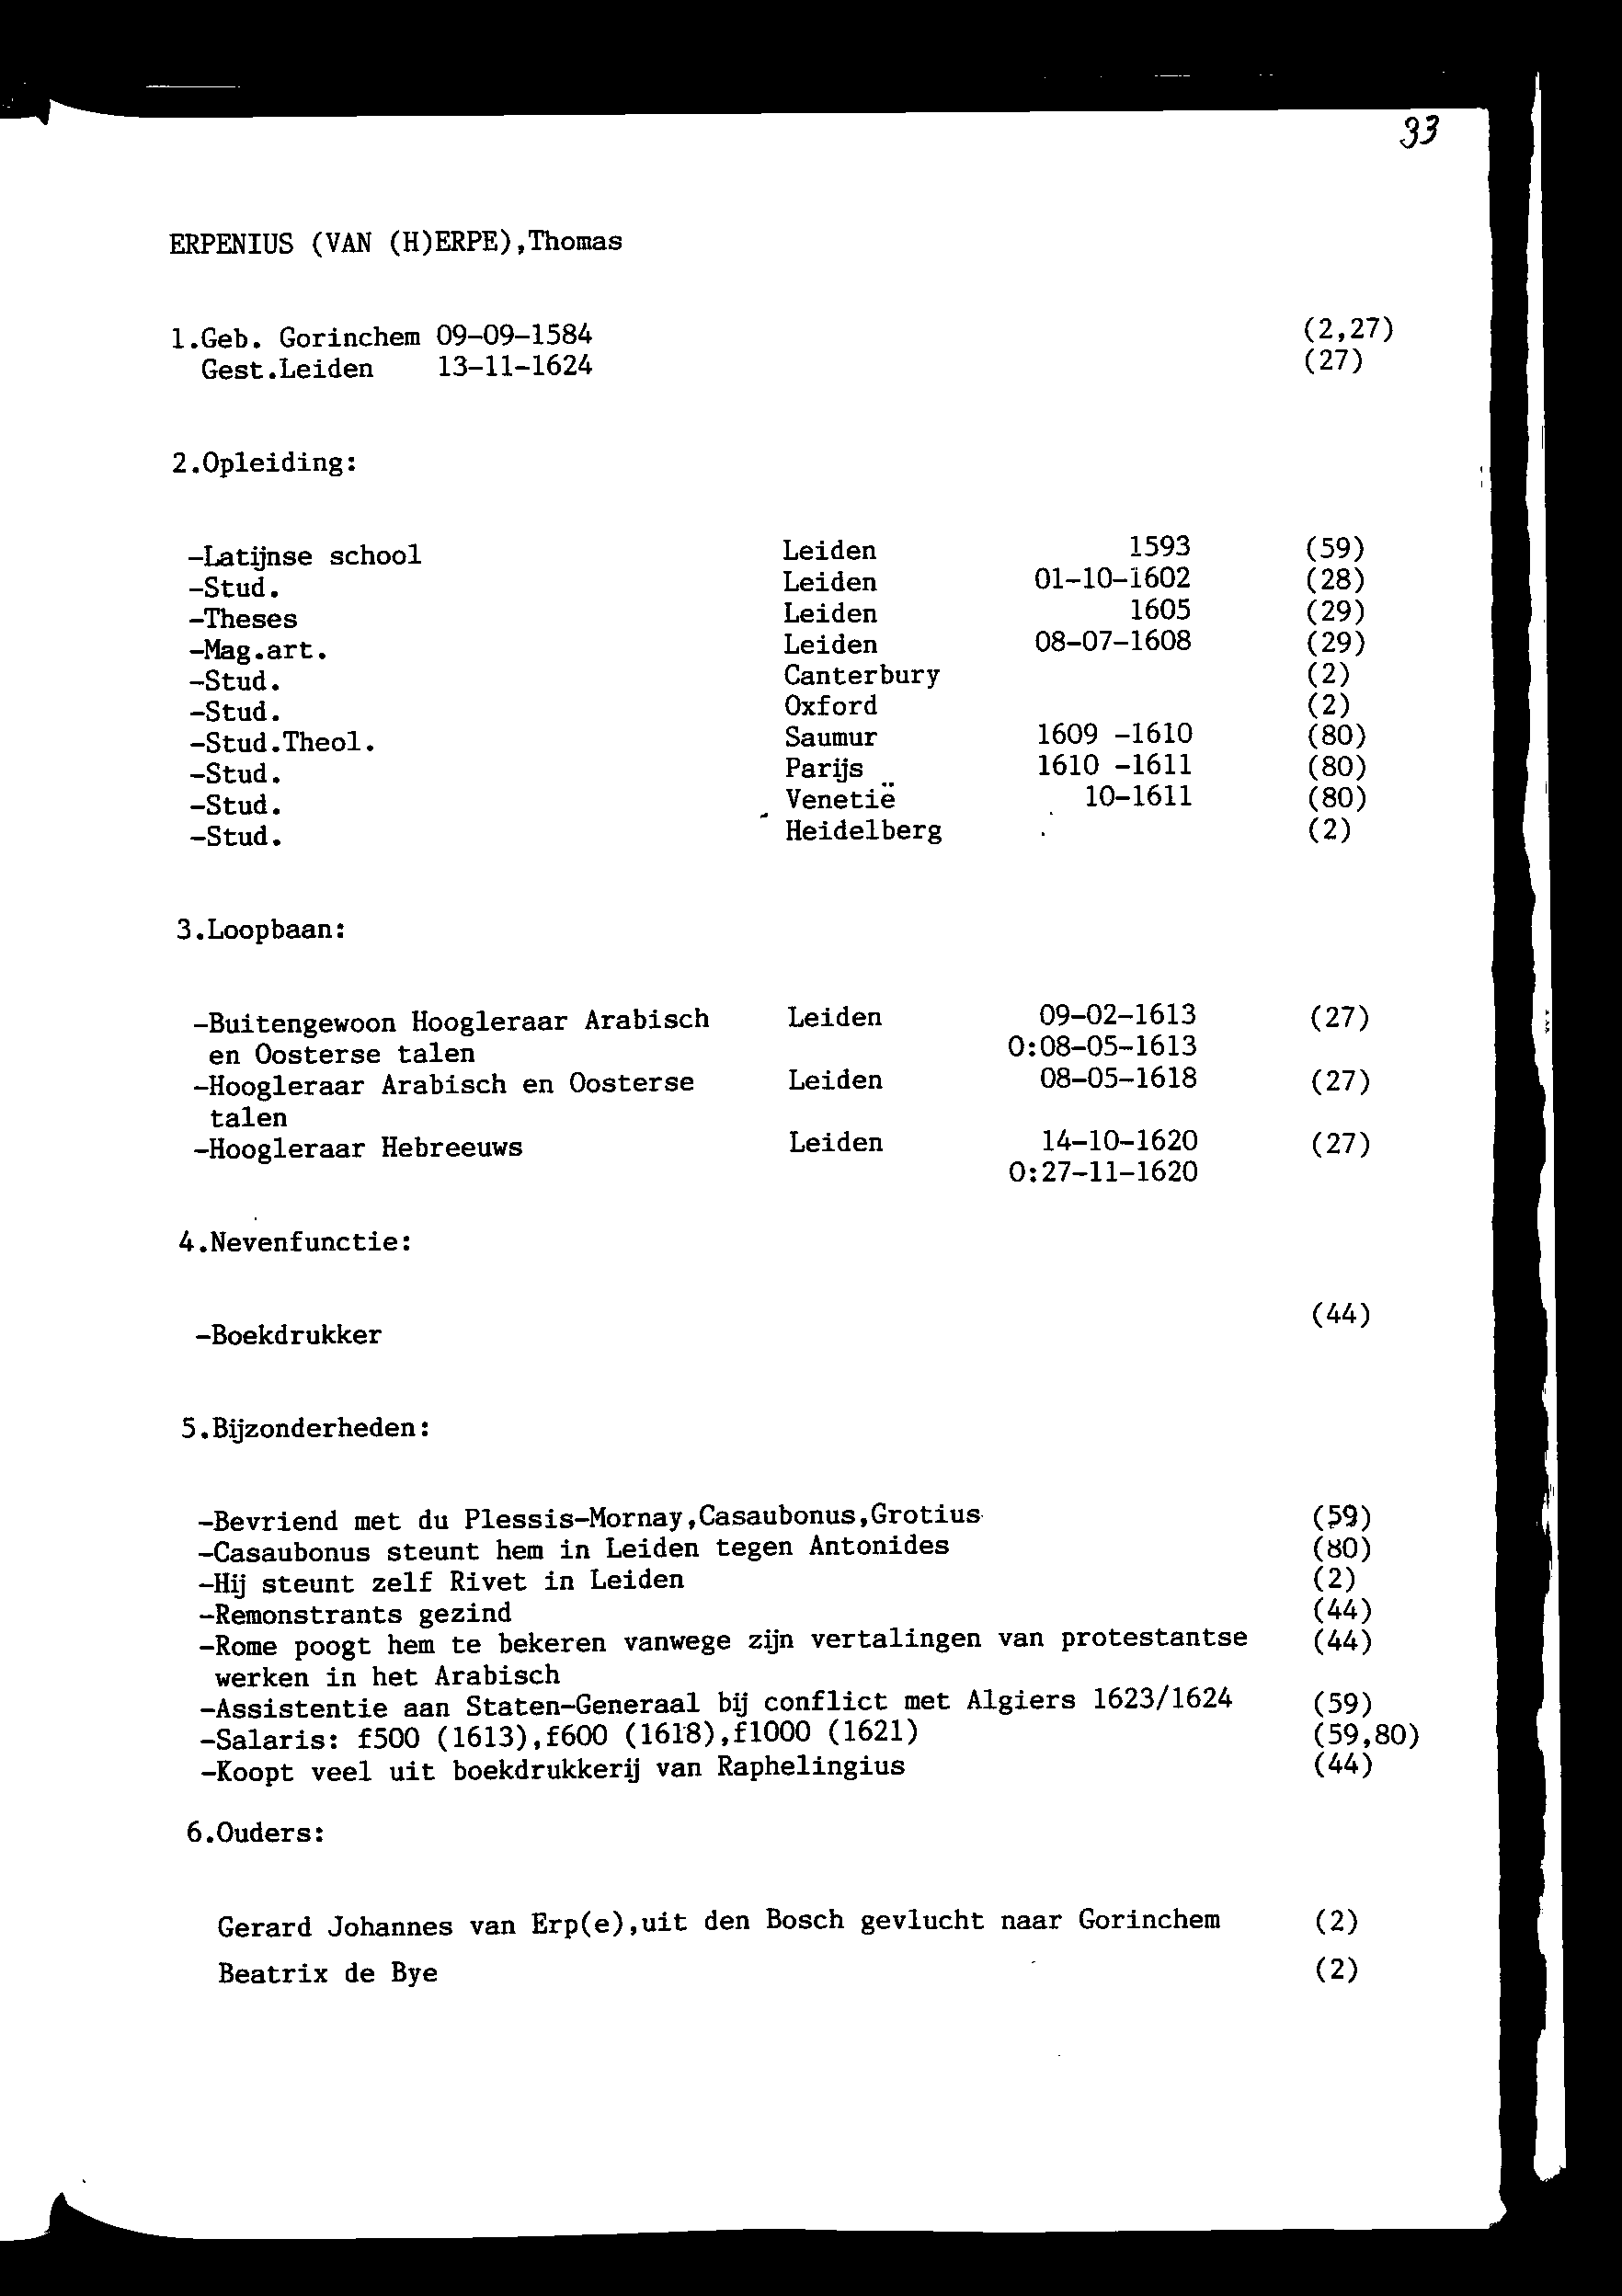 33
ERPENIUS (VAN (H)ERPE),Thomas
1.Geb. Gorinchem 09-09-1584 (2,27)
Gest.Leiden 13-11-1624 (27)
2.Opleiding:
-Latijnse school Leiden 1593 (59)
-Stud. Leiden 01-10-1602 (28)
-Theses Leiden 1605 (29)
-Mag.art. Leiden 08-07-1608 (29)
-Stud. Canterbury (2)
-Stud. Oxford (2)
-Stud.Theol. Saumur 1609 -1610 (80)
-Stud. Parijs 1610 -1611 (80)
-Stud. Venetië 10-1611 (80)
-Stud. Heidelberg (2)
3.Loopbaan:
-Buitengewoon Hoogleraar Arabisch Leiden 09-02-1613 (27)
en Oosterse talen O:08-05-1613
-Hoogleraar Arabisch en Oosterse Leiden 08-05-1618 (27)
talen
-Hoogleraar Hebreeuws Leiden 14-10-1620 (27)
O:27-11-1620
4.Nevenfunctie:
-Boekdrukker (44)
5.Bijzonderheden:
-Bevriend met du Plessis-Mornay,Casaubonus,Grotius (59)
-Casaubonus steunt hem in Leiden tegen Antonides (80)
-Hij steunt zelf Rivet in Leiden (2)
-Remonstrants gezind (44)
-Rome poogt hem te bekeren vanwege zijn vertalingen van protestantse (44)
werken in het Arabisch
-Assistentie aan Staten-Generaal bij conflict met Algiers 1623/1624 (59)
-Salaris: f500 (1613),f600 (1618),f1000 (1621) (59,80)
-Koopt veel uit boekdrukkerij van Raphelingius (44)
6.Ouders:
Gerard Johannes van Erp(e),uit den Bosch gevlucht naar Gorinchem (2)
Beatrix de Bye (2)